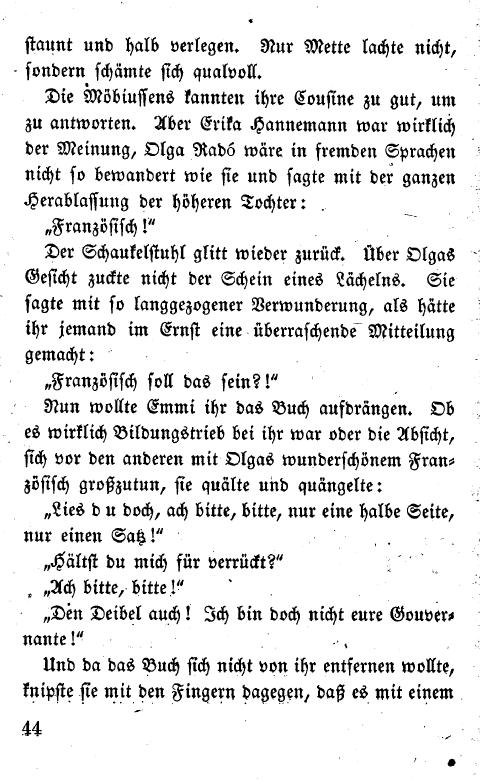 staunt und halb verlegen. Nur Mette lachte nicht,
sondern schämte sich qualvoll.
Die Möbiussens kannten ihre Cousine zu gut, um
zu antworten. Aber Erika Hannemann war wirklich
der Meinung, Olga Radó wäre in fremden Sprachen
nicht so bewandert wie sie und sagte mit der ganzen
Herablassung der höheren Tochter:
„Französisch!“
Der Schaukelstuhl glitt wieder zurück. Über Olgas
Gesicht zuckte nicht der Schein eines Lächelns. Sie
sagte mit so langgezogener Verwunderung, als hätte
ihr jemand im Ernst eine überraschende Mitteilung
gemacht:
„Französisch soll das sein?!“
Nun wollte Emmi ihr das Buch aufdrängen. Ob
es wirklich Bildungstrieb bei ihr war oder die Absicht,
sich vor den anderen mit Olgas wunderschönem Fran-
zösisch großzutun, sie quälte und quängelte:
„Lies du doch, ach bitte, bitte, nur eine halbe Seite,
nur einen Satz!“
„Hältst du mich für verrückt?“
„Ach bitte, bitte!“
„Den Deibel auch! Ich bin doch nicht eure Gouver-
nante!“
Und da das Buch sich nicht von ihr entfernen wollte,
knipste sie mit den Fingern dagegen, daß es mit einem
44